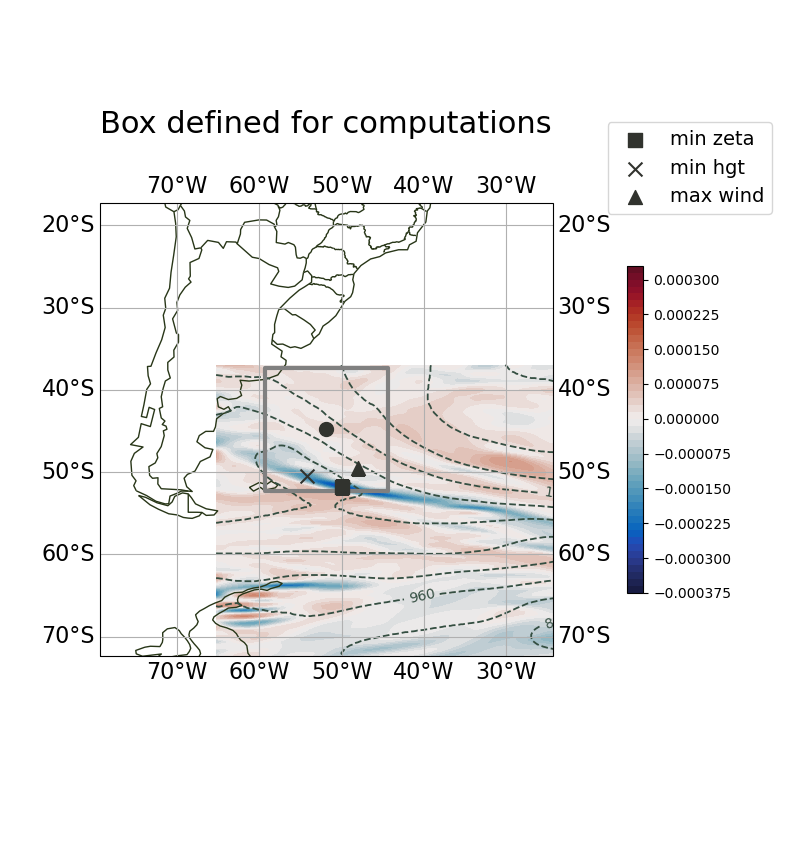 Box defined for computations
min zeta
min hgt
max wind
70°W 60°W 50°W 40°W 30°W
20°S 20°S
30°S 30°S
40°S 40°S
50°S 50°S
60°S 60°S
70°S 70°S
960
1
8
70°W 60°W 50°W 40°W 30°W
0.000300
0.000225
0.000150
0.000075
0.000000
−0.000075
−0.000150
−0.000225
−0.000300
−0.000375